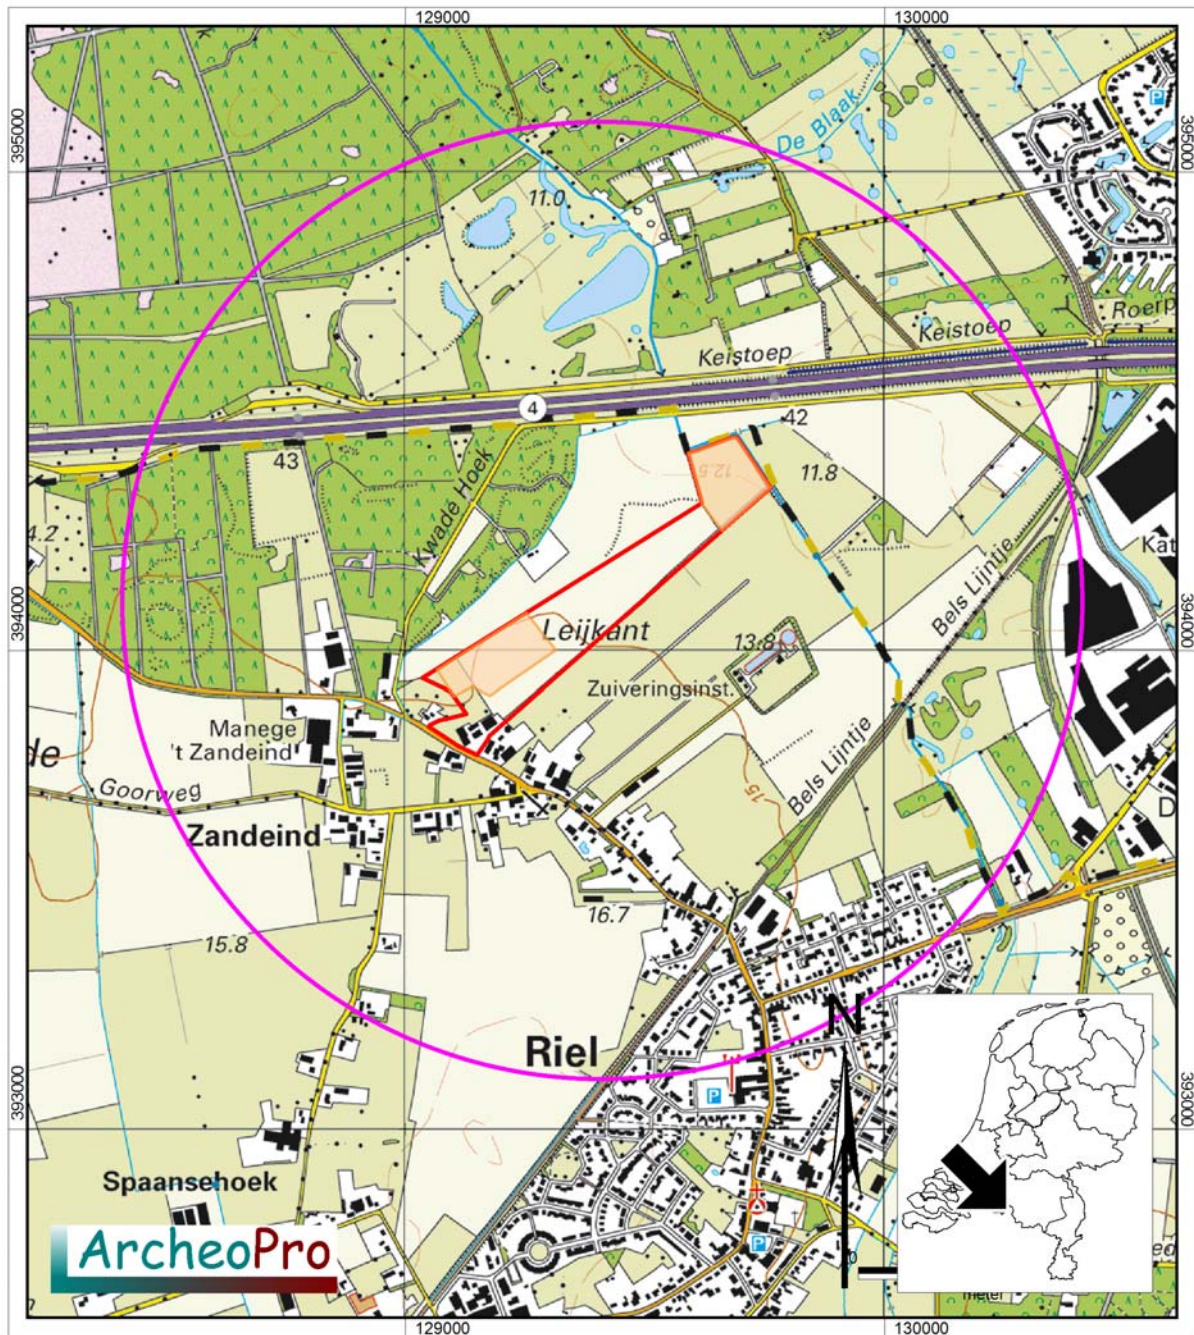 129000
130000
395000
395000
De Blaak
P
11.0
Keistoep
Roerp
Keistoep
4
42
43
12.5
11.8
Kwade Hoek
4.2
Kat
Bels Lijntje
394000
394000
Leijkant
13.8
Zuiveringsinst.
Manege
't Zandeind
de
Goorweg
Bels Lijntje
15
D
Zandeind
16.7
15.8
N
Riel
393000
393000
P
Spaansehoek
P
ArcheoPro
0
meter
129000
130000